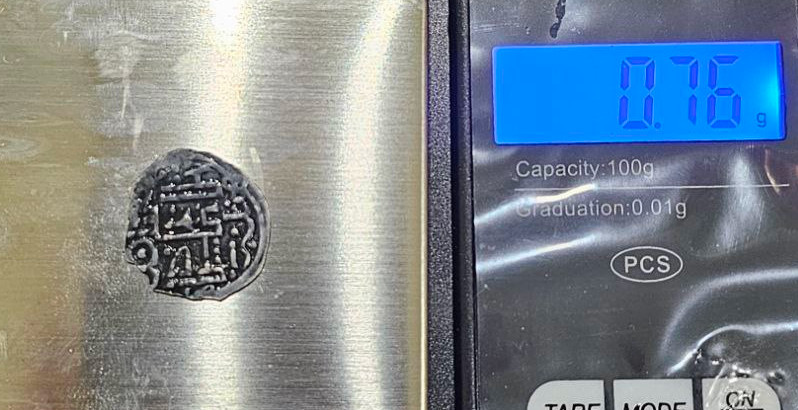 0.76 g
Capacity:100g
Graduation:0.01g
PCS
TARE MODE ON